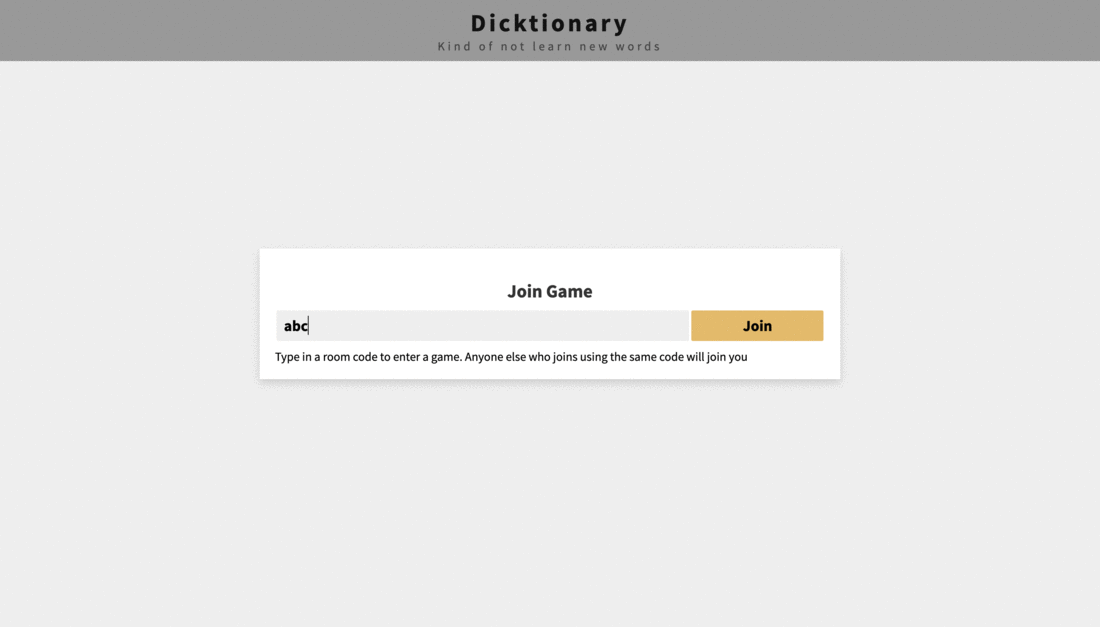 Dicktionary
Kind of not learn new words
Join Game
abc
Join
Type in a room code to enter a game. Anyone else who joins using the same code will join you